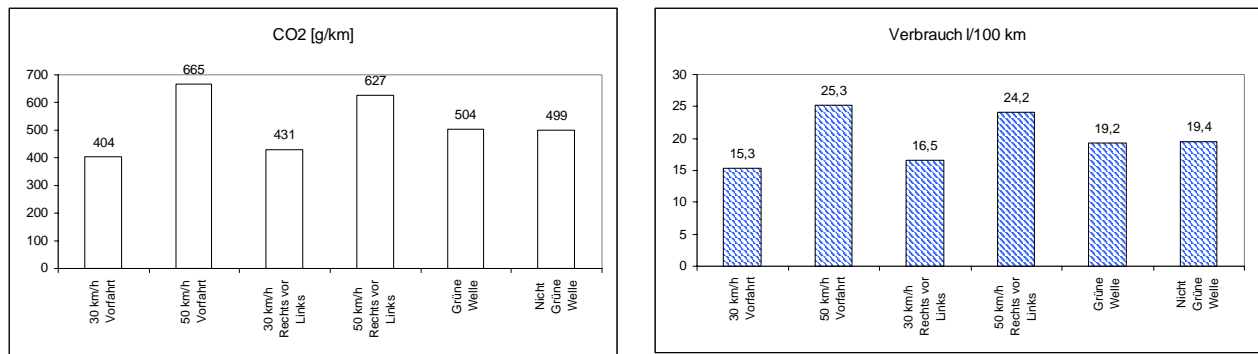 CO2 [g/km]
700
600
500
400
300
200
100
0
404
665
431
627
504
499
30 km/h
Vorfahrt
50 km/h
Vorfahrt
30 km/h
Rechts vor
Links
50 km/h
Rechts vor
Links
Grüne
Welle
Nicht
Grüne
Welle
Verbrauch l/100 km
30
25
20
15
10
5
0
15,3
25,3
16,5
24,2
19,2
19,4
30 km/h
Vorfahrt
50 km/h
Vorfahrt
30 km/h
Rechts vor
Links
50 km/h
Rechts vor
Links
Grüne
Welle
Nicht
Grüne
Welle